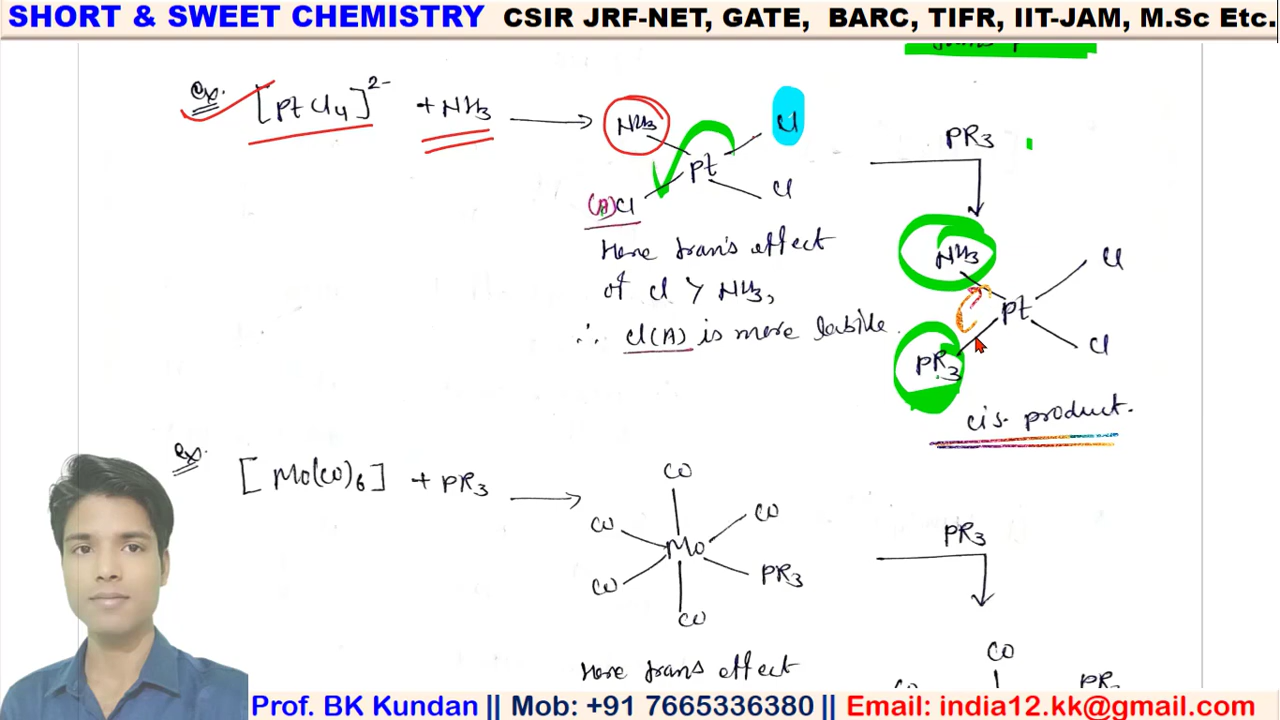 SHORT & SWEET CHEMISTRY CSIR JRF-NET, GATE, BARC, TIFR, IIT-JAM, M.Sc Etc.
ex. [PtCl4]2- + NH3
NH3 Cl
Pt
(A)Cl Cl
Here trans effect
of Cl > NH3,
∴ Cl(A) is more labile.
PR3
NH3 Cl
Pt
PR3 Cl
cis product.
ex. [Mo(CO)6] + PR3
CO
CO CO
Mo
CO PR3
CO
Here trans effect
PR3
CO
Prof. BK Kundan || Mob: +91 7665336380 || Email: india12.kk@gmail.com